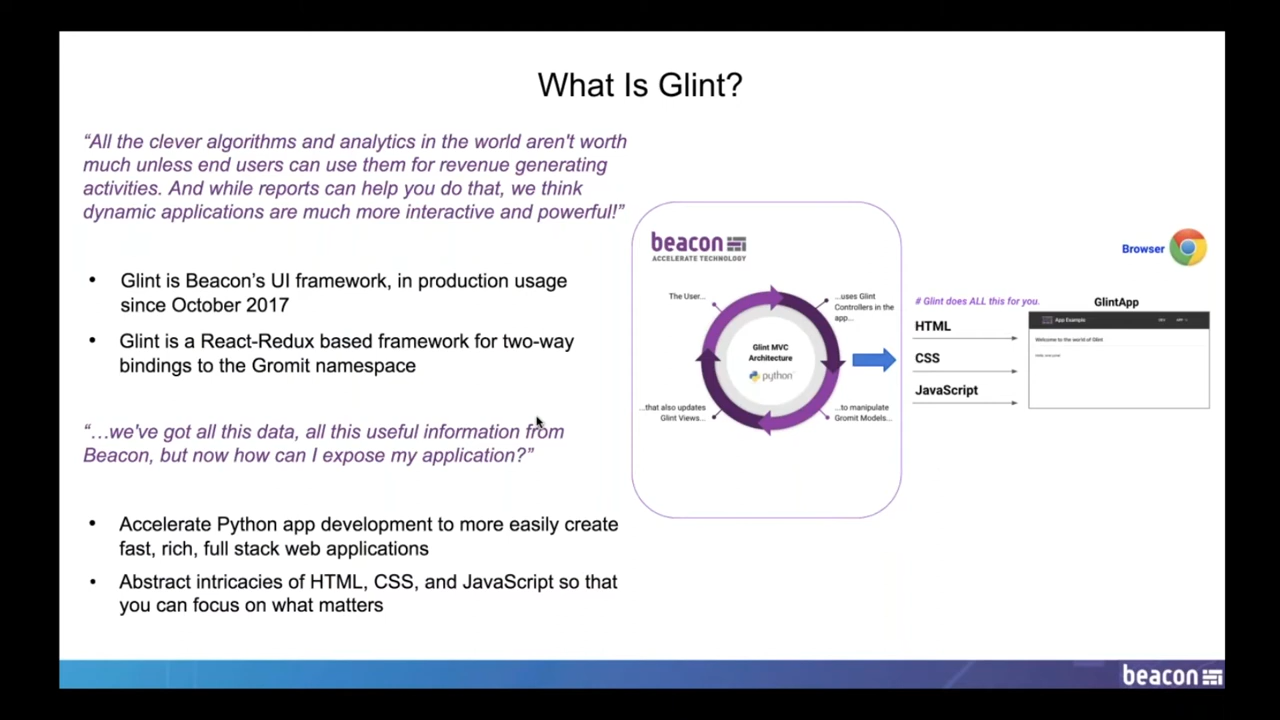 What Is Glint?
“All the clever algorithms and analytics in the world aren't worth
much unless end users can use them for revenue generating
activities. And while reports can help you do that, we think
dynamic applications are much more interactive and powerful!”
• Glint is Beacon’s UI framework, in production usage
since October 2017
• Glint is a React-Redux based framework for two-way
bindings to the Gromit namespace
“…we've got all this data, all this useful information from
Beacon, but now how can I expose my application?”
• Accelerate Python app development to more easily create
fast, rich, full stack web applications
• Abstract intricacies of HTML, CSS, and JavaScript so that
you can focus on what matters
beacon
ACCELERATE TECHNOLOGY
The User...
...uses Glint
Controllers in the
app...
Glint MVC
Architecture
python
...that also updates
Glint Views...
...to manipulate
Gromit Models...
Browser
# Glint does ALL this for you.
GlintApp
HTML
CSS
JavaScript
App Example
Welcome to the world of Glint
beacon